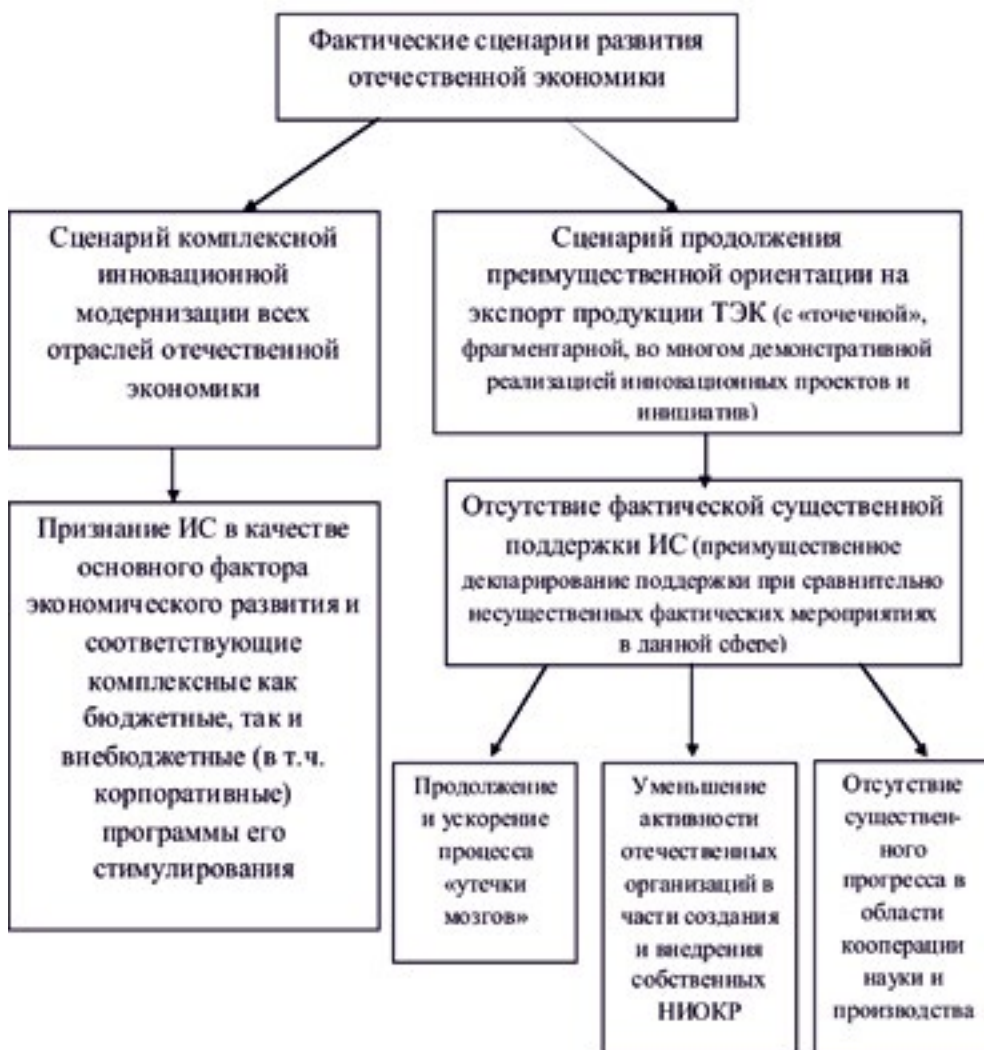 Фактические сценарии развития
отечественной экономики
Сценарий комплексной
инновационной
модернизации всех
отраслей отечественной
экономики
Сценарий продолжения
преимущественной ориентации на
экспорт продукции ТЭК (с «точечной»,
фрагментарной, во многом демонстративной
реализацией инновационных проектов и
инициатив)
Признание ИС в качестве
основного фактора
экономического развития и
соответствующие
комплексные как
бюджетные, так и
внебюджетные (в т.ч.
корпоративные)
программы его
стимулирования
Отсутствие фактической существенной
поддержки ИС (преимущественное
декларирование поддержки при сравнительно
несущественных фактических мероприятиях
в данной сфере)
Продолжение
и ускорение
процесса
«утечки
мозгов»
Уменьшение
активности
отечественных
организаций в
части создания
и внедрения
собственных
НИОКР
Отсутствие
существен-
ного
прогресса в
области
кооперации
науки и
производства